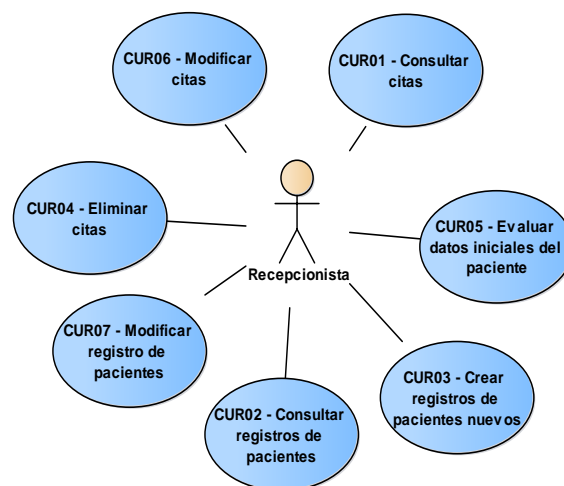 CUR06 - Modificar
citas
CUR01 - Consultar
citas
CUR04 - Eliminar
citas
CUR05 - Evaluar
datos iniciales del
paciente
Recepcionista
CUR07 - Modificar
registro de
pacientes
CUR03 - Crear
registros de
pacientes nuevos
CUR02 - Consultar
registros de
pacientes